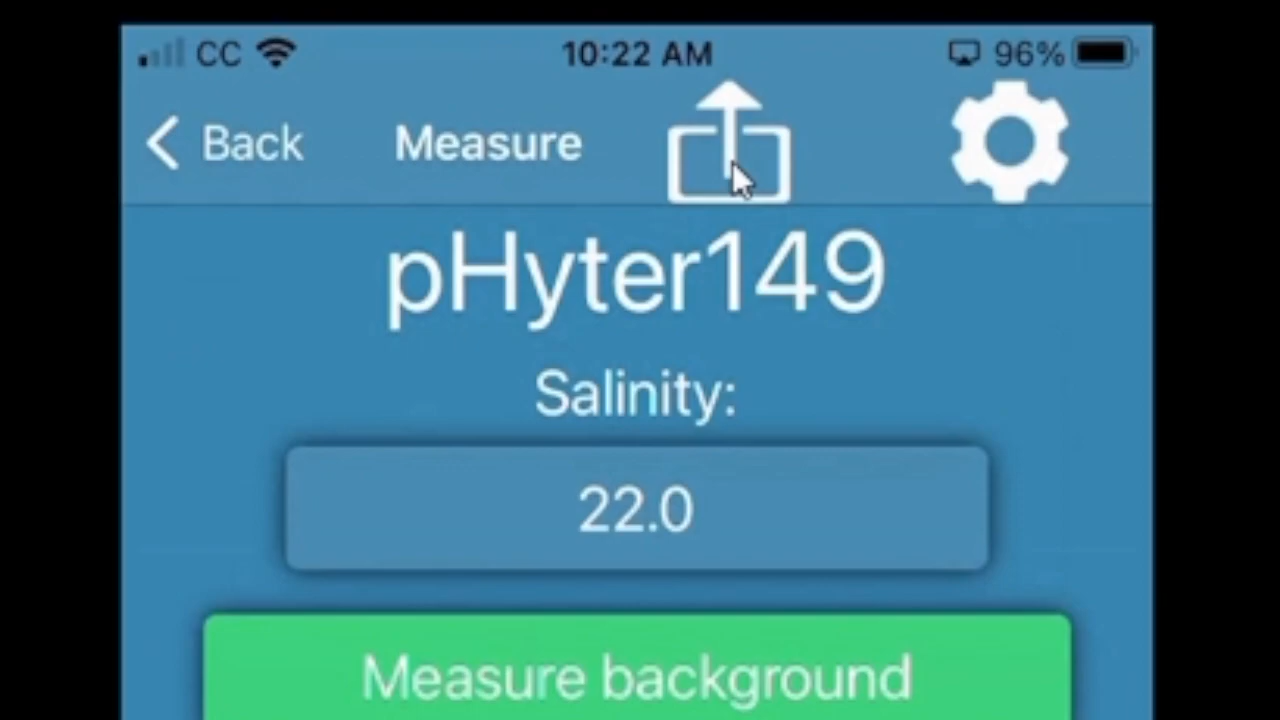 CC 10:22 AM 96%
Back Measure
pHyter149
Salinity:
22.0
Measure background